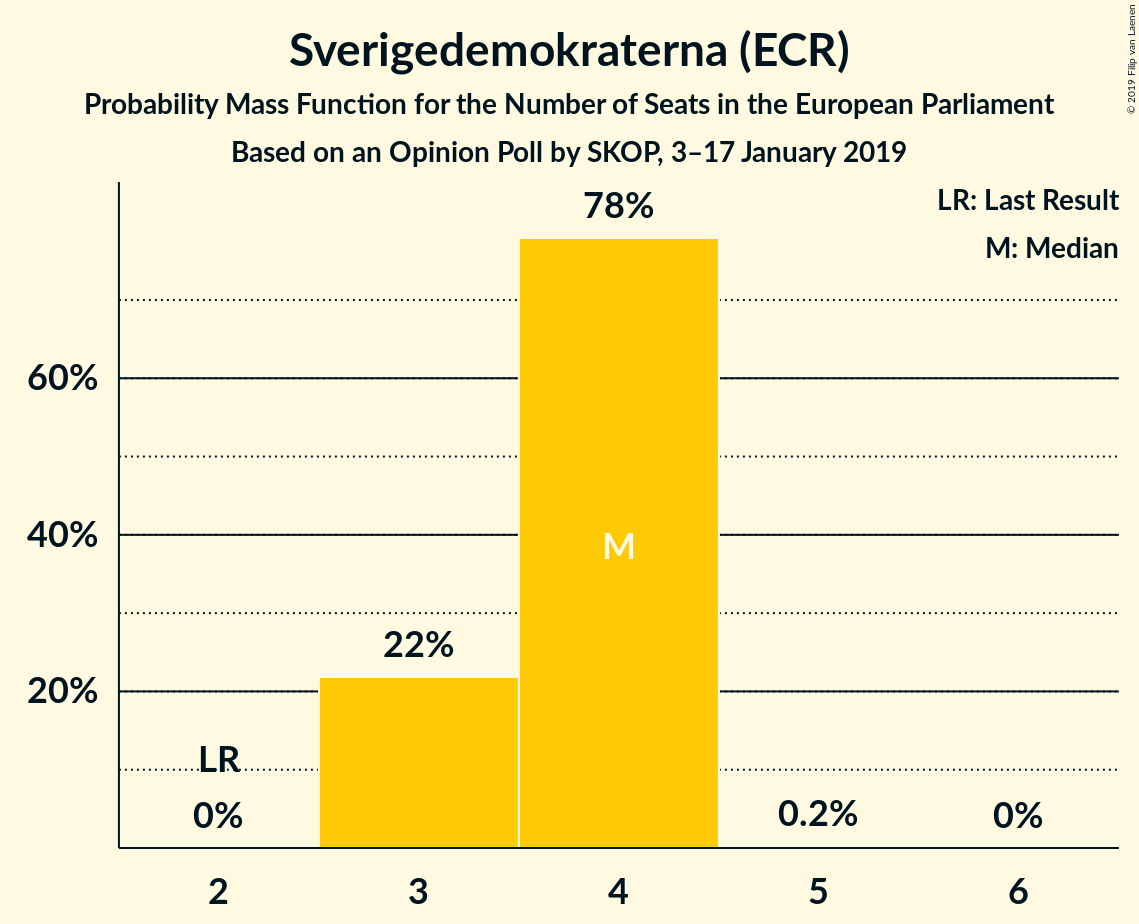 Sverigedemokraterna (ECR)
Probability Mass Function for the Number of Seats in the European Parliament
Based on an Opinion Poll by SKOP, 3–17 January 2019
© 2019 Filip van Laenen
LR: Last Result
M: Median
78%
60%
40%
M
22%
20%
LR
0%
0.2%
0%
2 3 4 5 6